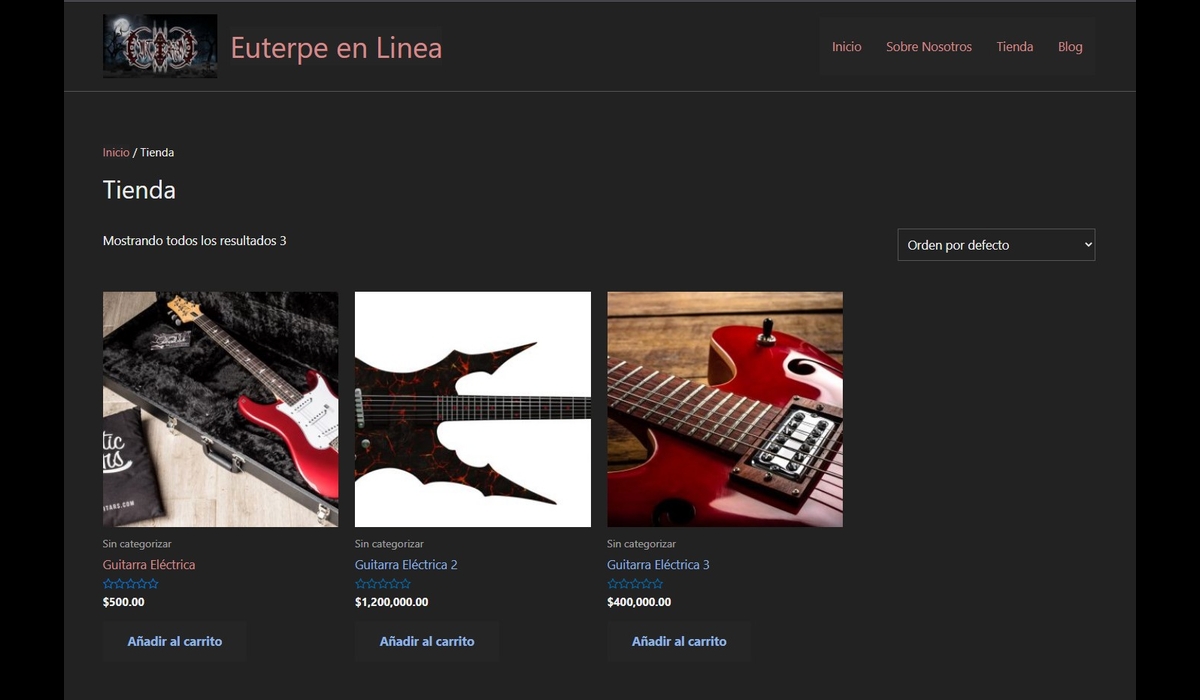 Euterpe en Linea
Inicio Sobre Nosotros Tienda Blog
Inicio / Tienda
Tienda
Mostrando todos los resultados 3
Orden por defecto
Sin categorizar
Guitarra Eléctrica
$500.00
Añadir al carrito
Sin categorizar
Guitarra Eléctrica 2
$1,200,000.00
Añadir al carrito
Sin categorizar
Guitarra Eléctrica 3
$400,000.00
Añadir al carrito